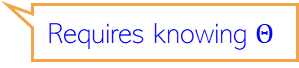 Requires knowing Θ